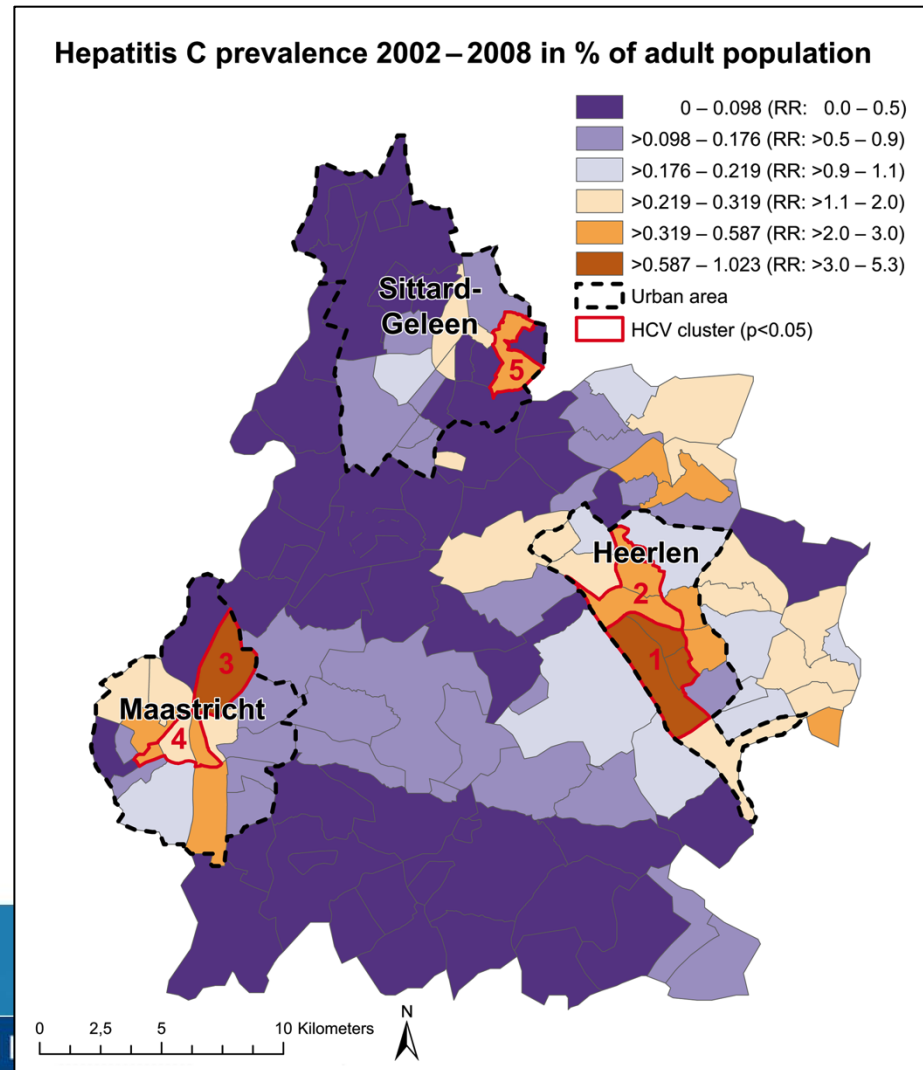 Hepatitis C prevalence 2002–2008 in % of adult population
0 – 0.098 (RR: 0.0 – 0.5)
>0.098 – 0.176 (RR: >0.5 – 0.9)
>0.176 – 0.219 (RR: >0.9 – 1.1)
>0.219 – 0.319 (RR: >1.1 – 2.0)
>0.319 – 0.587 (RR: >2.0 – 3.0)
>0.587 – 1.023 (RR: >3.0 – 5.3)
Urban area
HCV cluster (p<0.05)
Sittard-
Geleen
5
Heerlen
2
1
3
Maastricht
4
N
0 2,5 5 10 Kilometers